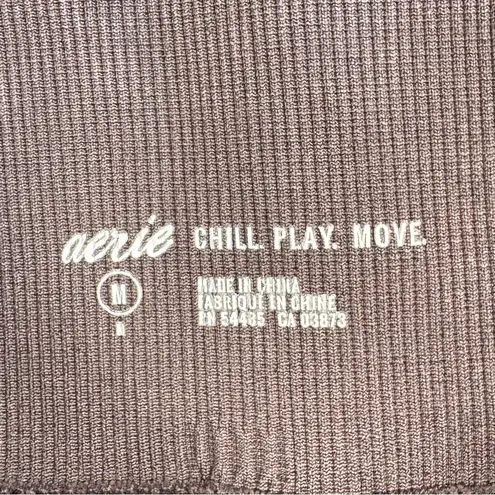 aerie CHILL. PLAY. MOVE.
M
R
MADE IN CHINA
FABRIQUÉ EN CHINE
RN 54485 CA 03873